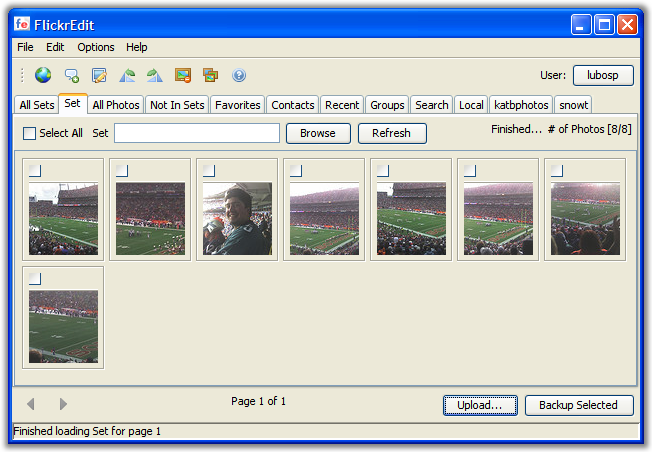 fe FlickrEdit
File Edit Options Help
User: lubosp
All Sets Set All Photos Not In Sets Favorites Contacts Recent Groups Search Local katbphotos snowt
Select All Set Browse Refresh Finished... # of Photos [8/8]
Page 1 of 1
Upload... Backup Selected
Finished loading Set for page 1